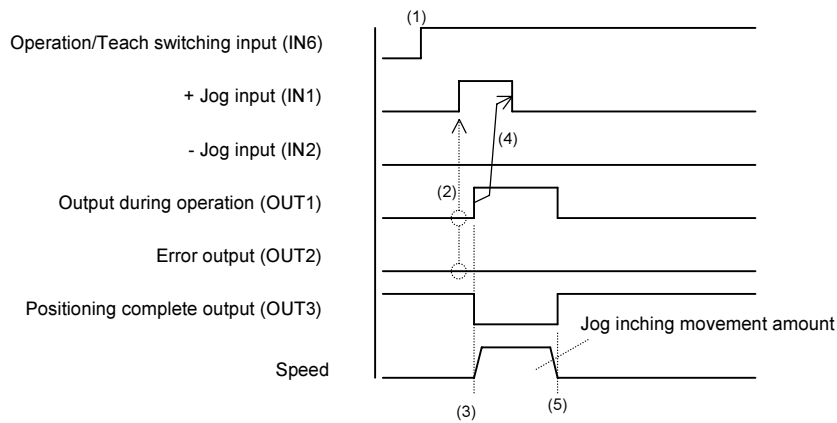 (1)
Operation/Teach switching input (IN6)
+ Jog input (IN1)
(4)
- Jog input (IN2)
(2)
Output during operation (OUT1)
Error output (OUT2)
Positioning complete output (OUT3)
Jog inching movement amount
Speed
(3)
(5)